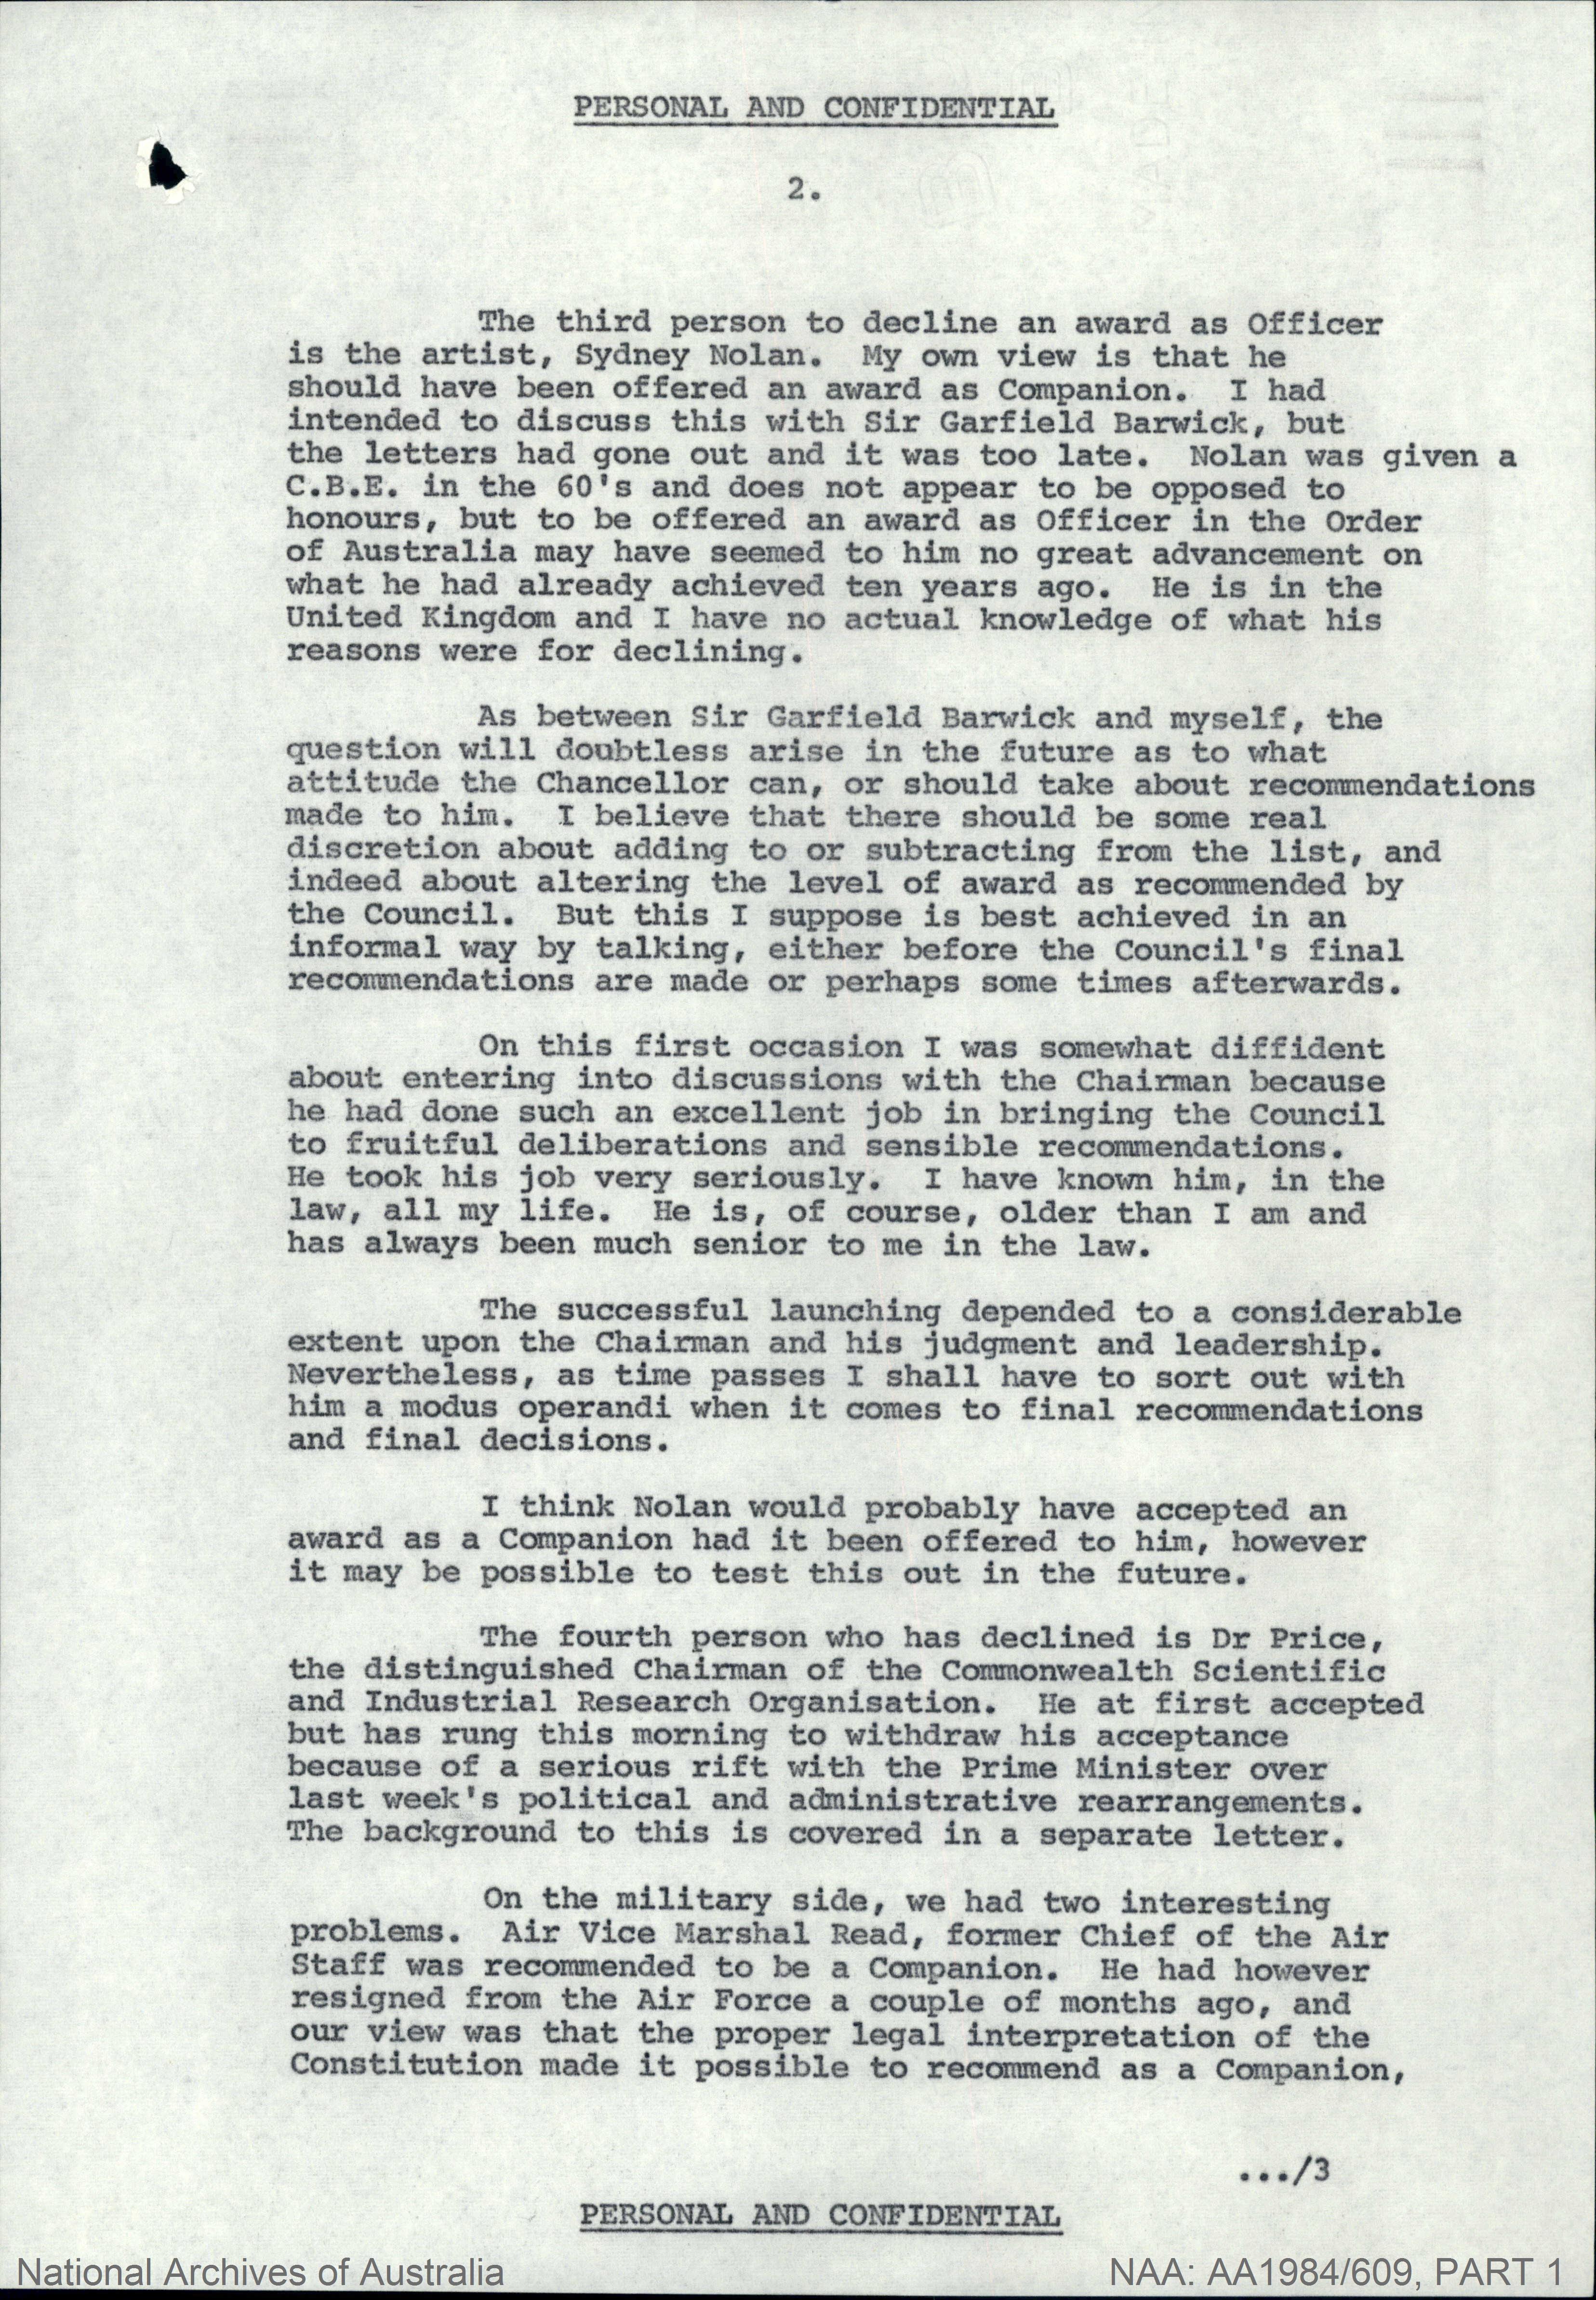 PERSONAL AND CONFIDENTIAL
2.
The third person to decline an award as Officer
is the artist, Sydney Nolan. My own view is that he
should have been offered an award as Companion. I had
intended to discuss this with Sir Garfield Barwick, but
the letters had gone out and it was too late. Nolan was given a
C.B.E. in the 60's and does not appear to be opposed to
honours, but to be offered an award as Officer in the Order
of Australia may have seemed to him no great advancement on
what he had already achieved ten years ago. He is in the
United Kingdom and I have no actual knowledge of what his
reasons were for declining.
As between Sir Garfield Barwick and myself, the
question will doubtless arise in the future as to what
attitude the Chancellor can, or should take about recommendations
made to him. I believe that there should be some real
discretion about adding to or subtracting from the list, and
indeed about altering the level of award as recommended by
the Council. But this I suppose is best achieved in an
informal way by talking, either before the Council's final
recommendations are made or perhaps some times afterwards.
On this first occasion I was somewhat diffident
about entering into discussions with the Chairman because
he had done such an excellent job in bringing the Council
to fruitful deliberations and sensible recommendations.
He took his job very seriously. I have known him, in the
law, all my life. He is, of course, older than I am and
has always been much senior to me in the law.
The successful launching depended to a considerable
extent upon the Chairman and his judgment and leadership.
Nevertheless, as time passes I shall have to sort out with
him a modus operandi when it comes to final recommendations
and final decisions.
I think Nolan would probably have accepted an
award as a Companion had it been offered to him, however
it may be possible to test this out in the future.
The fourth person who has declined is Dr Price,
the distinguished Chairman of the Commonwealth Scientific
and Industrial Research Organisation. He at first accepted
but has rung this morning to withdraw his acceptance
because of a serious rift with the Prime Minister over
last week's political and administrative rearrangements.
The background to this is covered in a separate letter.
On the military side, we had two interesting
problems. Air Vice Marshal Read, former Chief of the Air
Staff was recommended to be a Companion. He had however
resigned from the Air Force a couple of months ago, and
our view was that the proper legal interpretation of the
Constitution made it possible to recommend as a Companion,
.../3
PERSONAL AND CONFIDENTIAL
National Archives of Australia
NAA: AA1984/609, PART 1